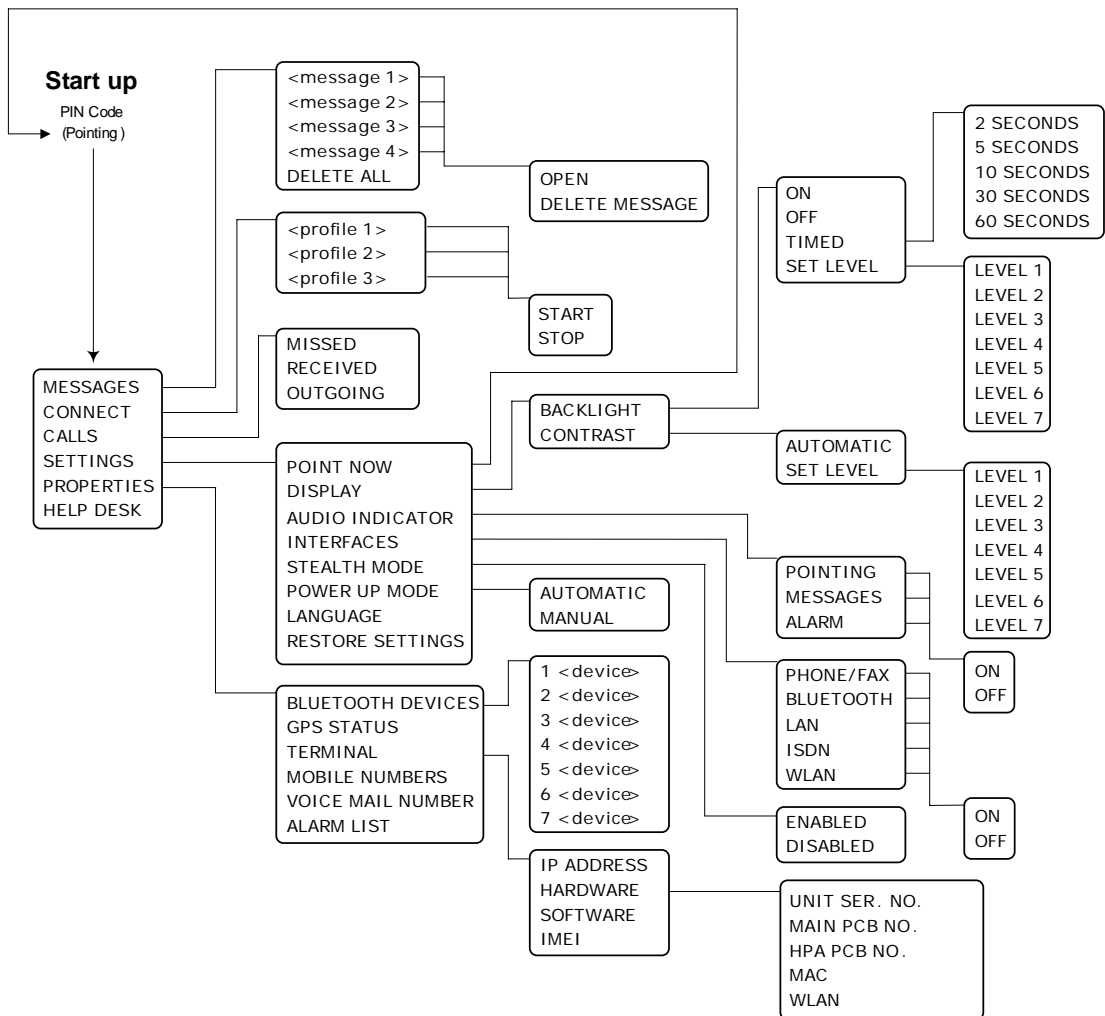 Start up
PIN Code
(Pointing )
MESSAGES
CONNECT
CALLS
SETTINGS
PROPERTIES
HELP DESK
<message 1>
<message 2>
<message 3>
<message 4>
DELETE ALL
OPEN
DELETE MESSAGE
<profile 1>
<profile 2>
<profile 3>
START
STOP
MISSED
RECEIVED
OUTGOING
POINT NOW
DISPLAY
AUDIO INDICATOR
INTERFACES
STEALTH MODE
POWER UP MODE
LANGUAGE
RESTORE SETTINGS
BACKLIGHT
CONTRAST
ON
OFF
TIMED
SET LEVEL
2 SECONDS
5 SECONDS
10 SECONDS
30 SECONDS
60 SECONDS
LEVEL 1
LEVEL 2
LEVEL 3
LEVEL 4
LEVEL 5
LEVEL 6
LEVEL 7
AUTOMATIC
SET LEVEL
LEVEL 1
LEVEL 2
LEVEL 3
LEVEL 4
LEVEL 5
LEVEL 6
LEVEL 7
POINTING
MESSAGES
ALARM
ON
OFF
PHONE/FAX
BLUETOOTH
LAN
ISDN
WLAN
ON
OFF
ENABLED
DISABLED
AUTOMATIC
MANUAL
BLUETOOTH DEVICES
GPS STATUS
TERMINAL
MOBILE NUMBERS
VOICE MAIL NUMBER
ALARM LIST
1 <device>
2 <device>
3 <device>
4 <device>
5 <device>
6 <device>
7 <device>
IP ADDRESS
HARDWARE
SOFTWARE
IMEI
UNIT SER. NO.
MAIN PCB NO.
HPA PCB NO.
MAC
WLAN